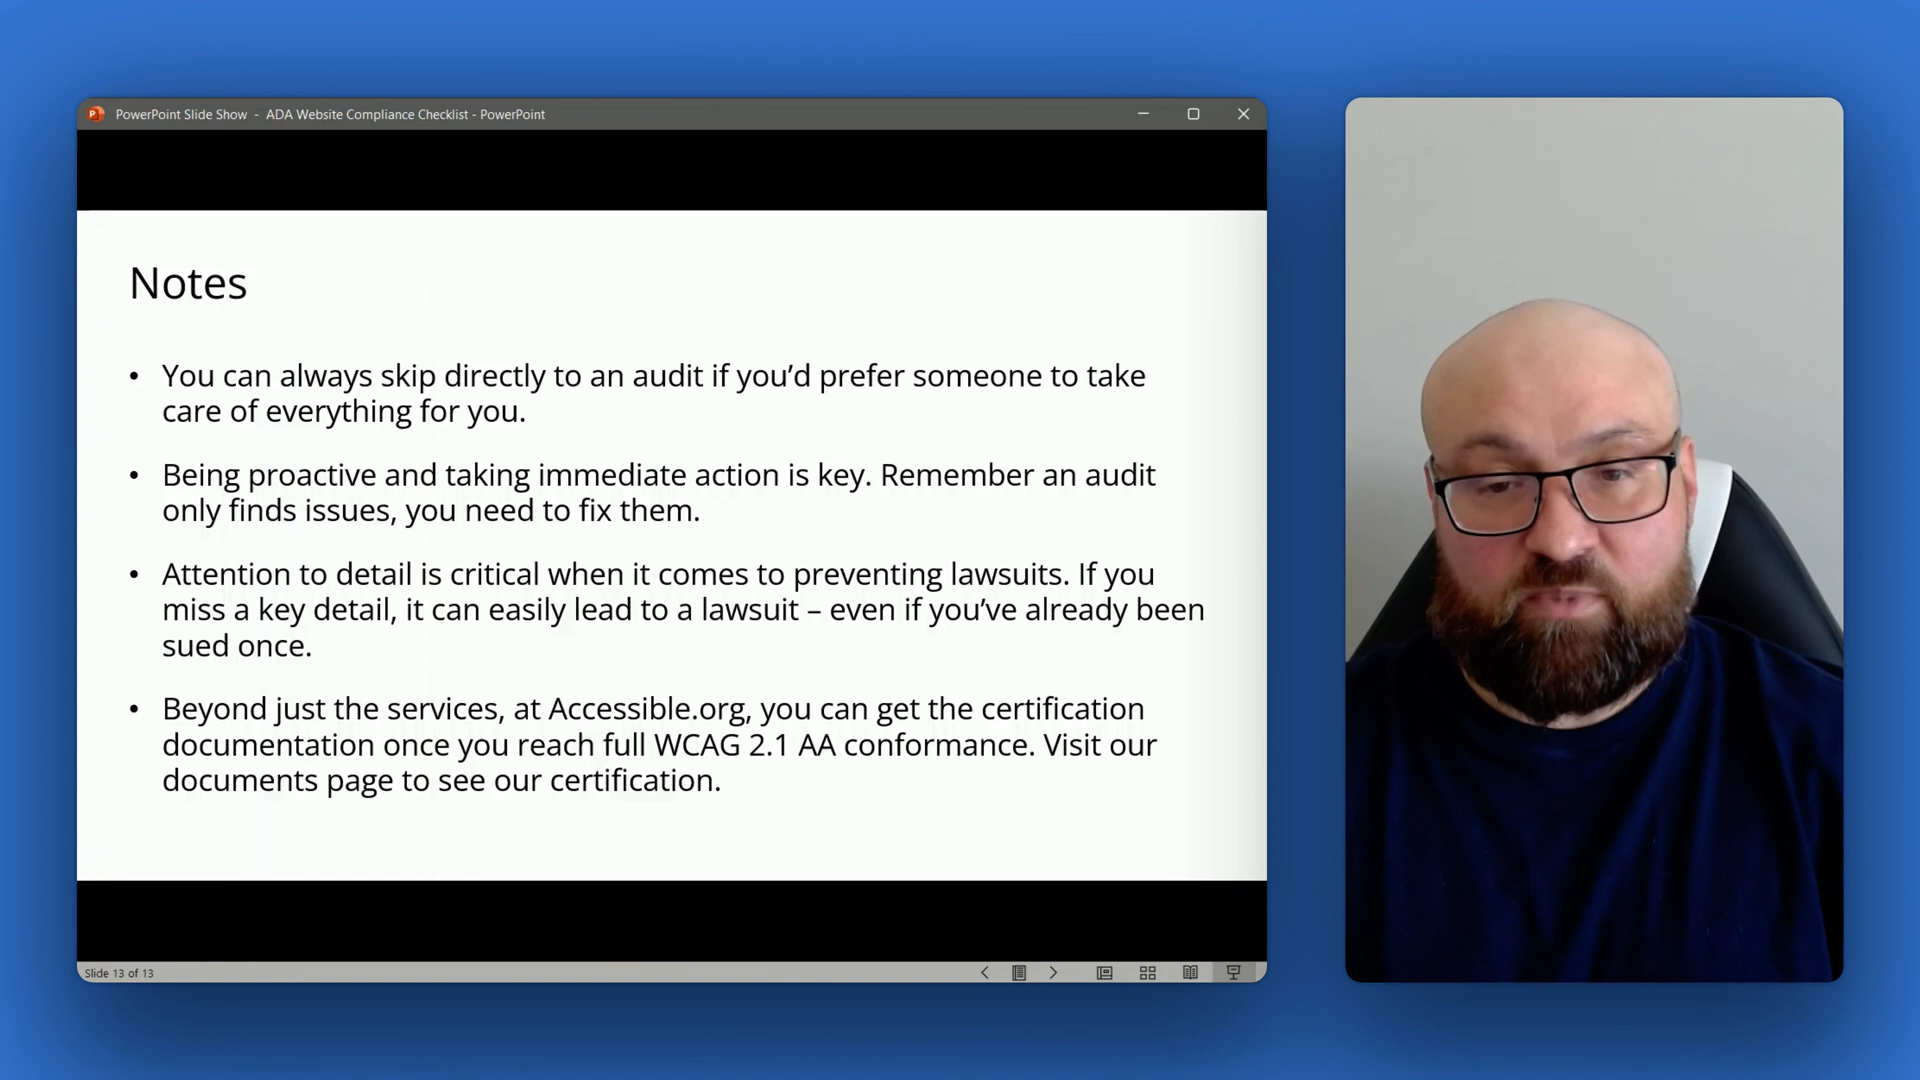 PowerPoint Slide Show - ADA Website Compliance Checklist - PowerPoint
Notes
• You can always skip directly to an audit if you’d prefer someone to take
care of everything for you.
• Being proactive and taking immediate action is key. Remember an audit
only finds issues, you need to fix them.
• Attention to detail is critical when it comes to preventing lawsuits. If you
miss a key detail, it can easily lead to a lawsuit – even if you’ve already been
sued once.
• Beyond just the services, at Accessible.org, you can get the certification
documentation once you reach full WCAG 2.1 AA conformance. Visit our
documents page to see our certification.
Slide 13 of 13